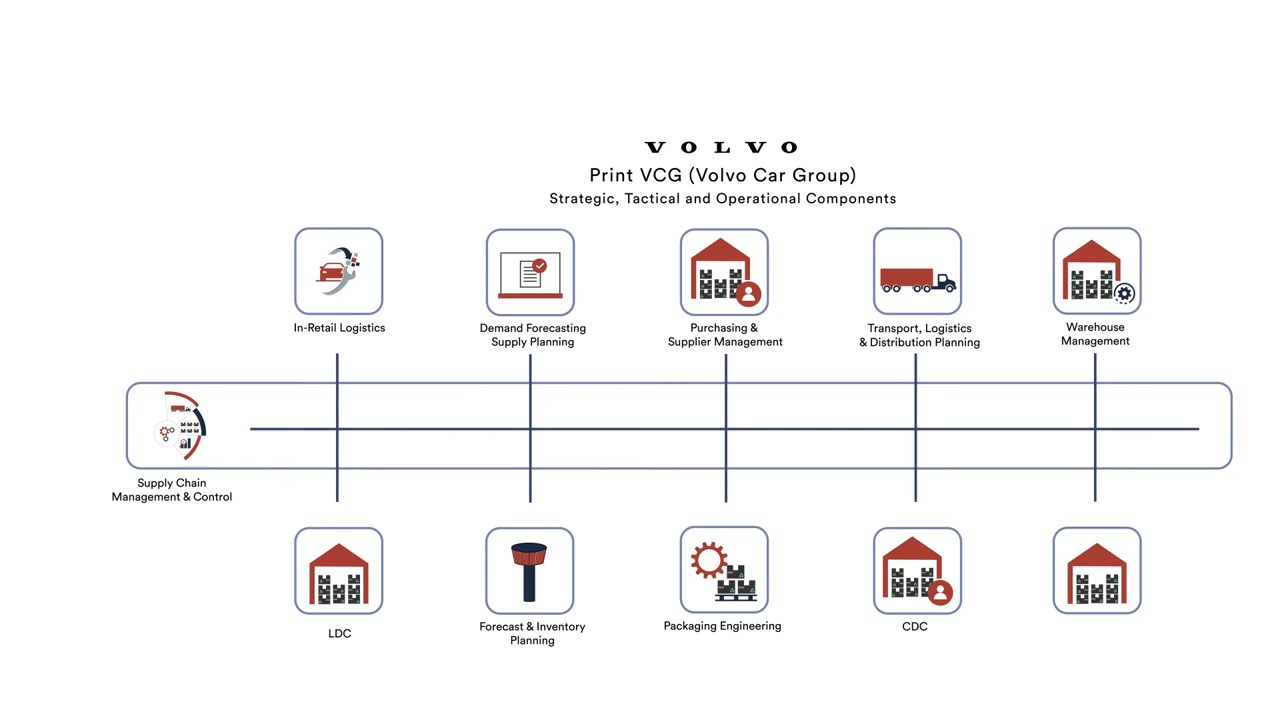 VOLVO
Print VCG (Volvo Car Group)
Strategic, Tactical and Operational Components
In-Retail Logistics
Demand Forecasting
Supply Planning
Purchasing &
Supplier Management
Transport, Logistics
& Distribution Planning
Warehouse
Management
Supply Chain
Management & Control
LDC
Forecast & Inventory
Planning
Packaging Engineering
CDC